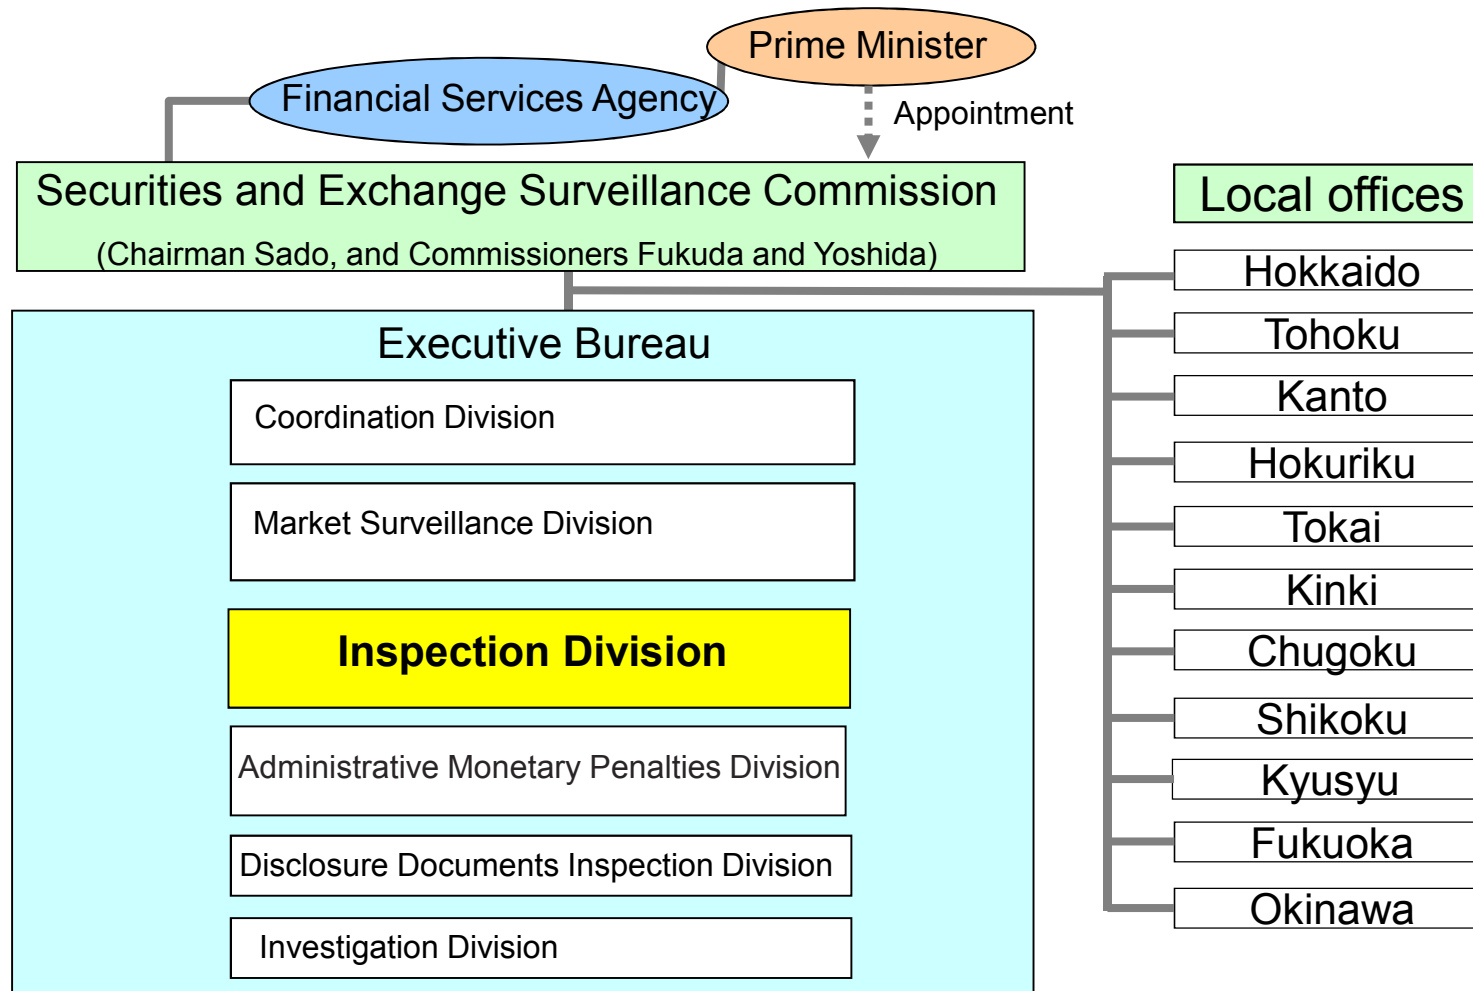 Prime Minister
Financial Services Agency
Appointment
Securities and Exchange Surveillance Commission
(Chairman Sado, and Commissioners Fukuda and Yoshida)
Executive Bureau
Coordination Division
Market Surveillance Division
Inspection Division
Administrative Monetary Penalties Division
Disclosure Documents Inspection Division
Investigation Division
Local offices
Hokkaido
Tohoku
Kanto
Hokuriku
Tokai
Kinki
Chugoku
Shikoku
Kyusyu
Fukuoka
Okinawa